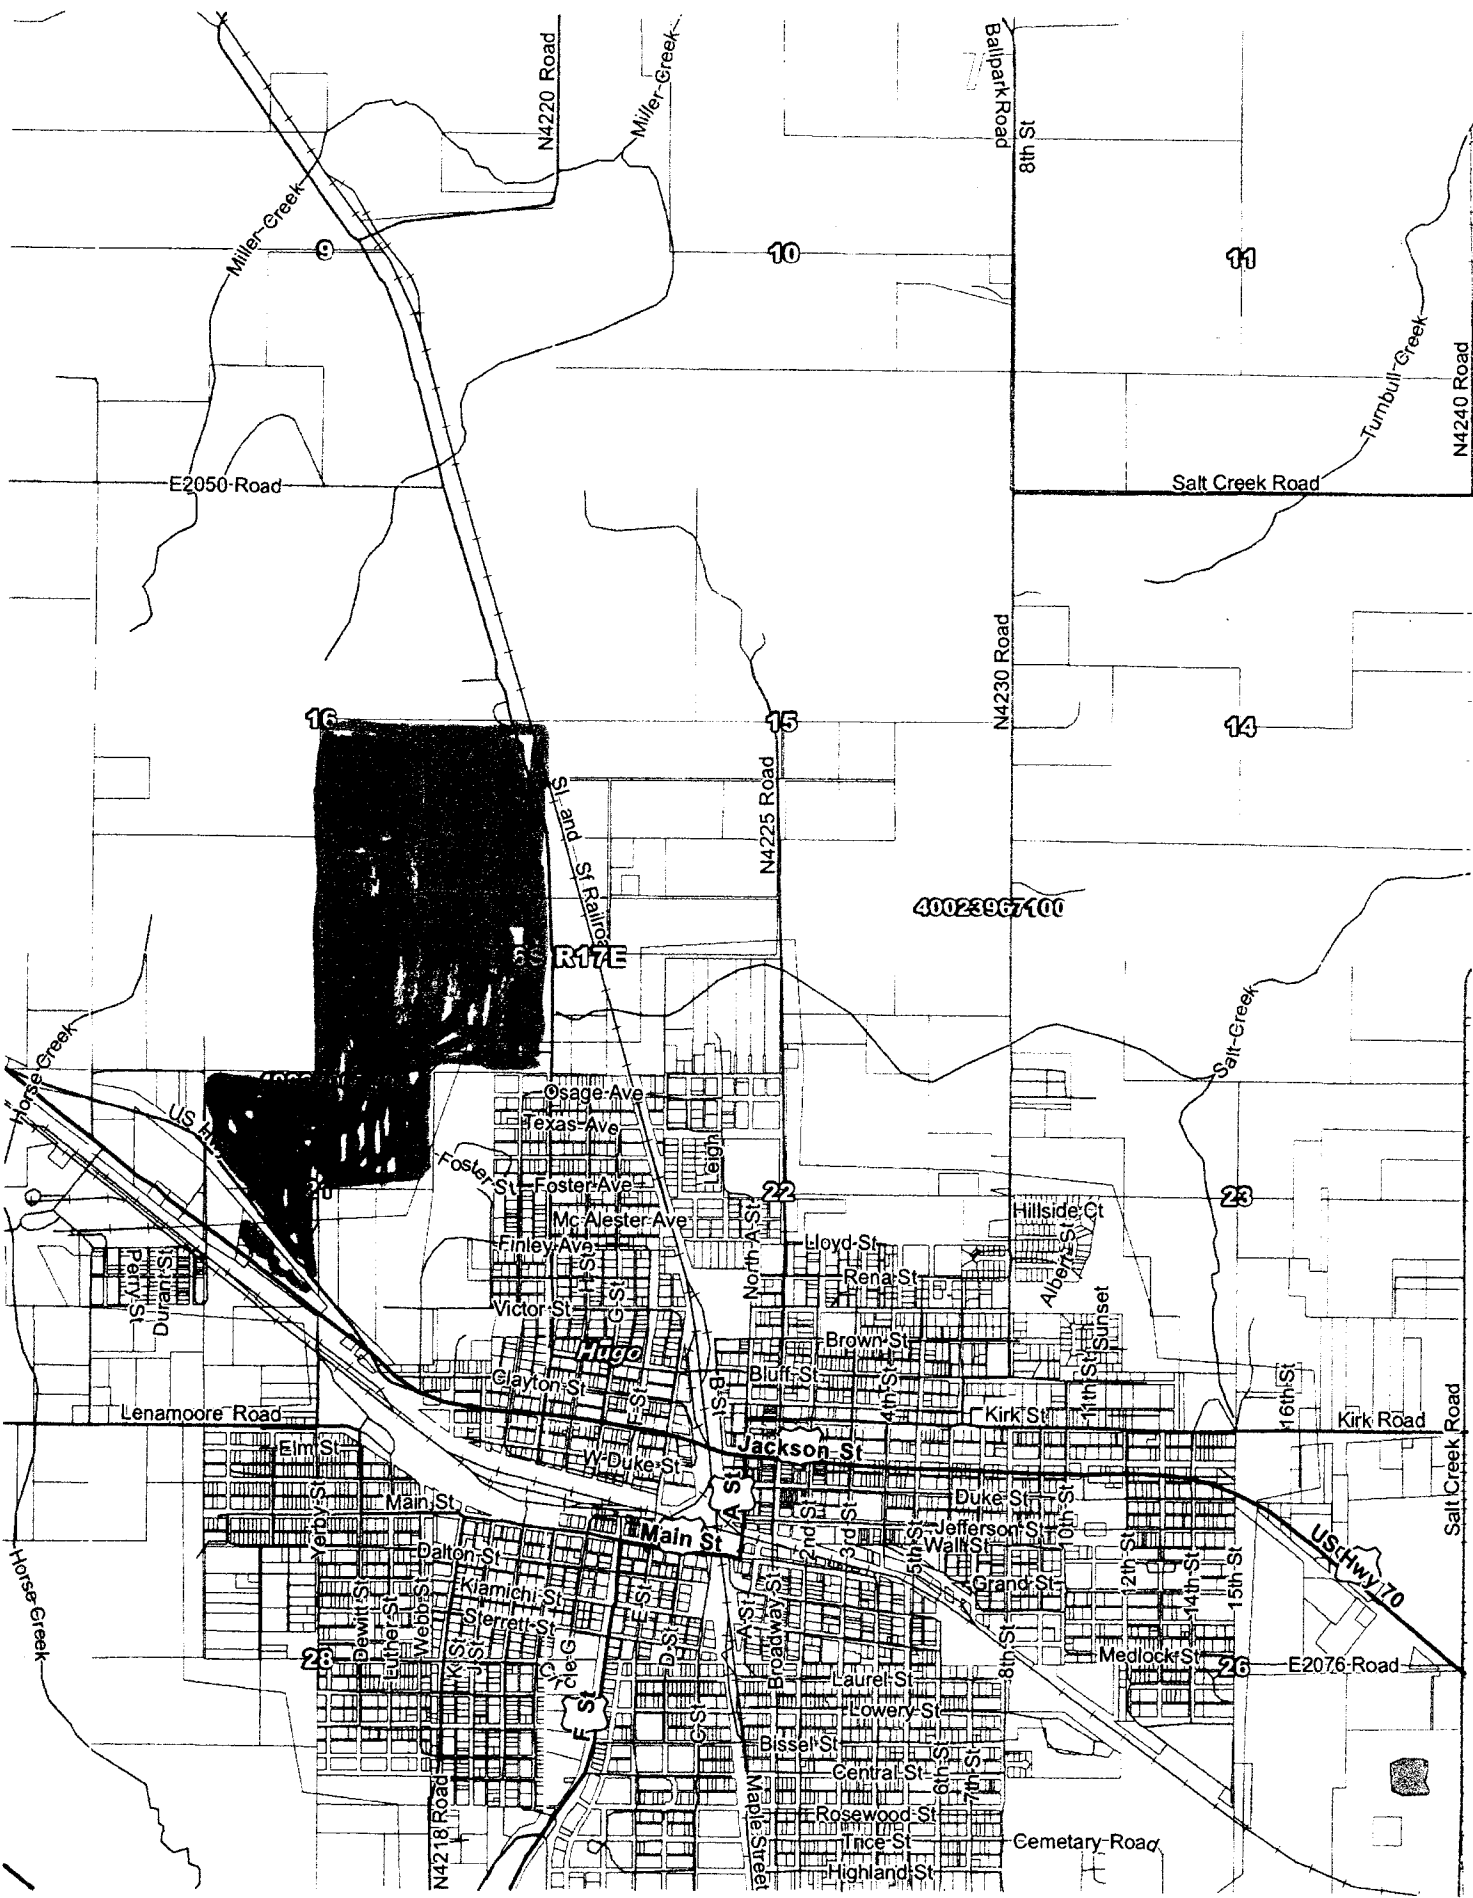 N4220 Road
Miller Creek
Ballpark Road
8th St
Miller Creek
9
10
11
Turnbull Creek
N4240 Road
E2050 Road
Salt Creek Road
N4230 Road
16
15
14
Sl and Sf Railroa
N4225 Road
40023967100
6S R17E
Horse Creek
US Hw
Salt Creek
Osage Ave
Texas Ave
Leigh
Foster St
Foster Ave
21
22
23
Mc Alester Ave
North A St
Hillside Ct
Albert St
Finley Ave
Lloyd St
Perry St
Durant St
I St
G St
Rena St
Victor St
Sunset
Brown St
Hugo
Clayton St
B St
Bluff St
4th St
11th St
16th St
F St
Lenamoore Road
Kirk St
Kirk Road
Elm St
Jackson St
W Duke St
Salt Creek Road
Yerby St
Main St
A St
Duke St
2nd St
3rd St
10th St
Main St
5th St
Jefferson St
Wall St
12th St
US Hwy 70
Dalton St
Horse Creek
Kiamichi St
Grand St
14th St
15th St
Dewitt St
Luther St
Webb St
Sterrett St
E St
A St
Broadway St
K St
J St
Circle G
D St
8th St
Medlock St
28
26
E2076 Road
Laurel St
F St
C St
Lowery St
Bissel St
6th St
7th St
Central St
N4218 Road
Maple Street
Rosewood St
Trice St
Cemetary Road
Highland St